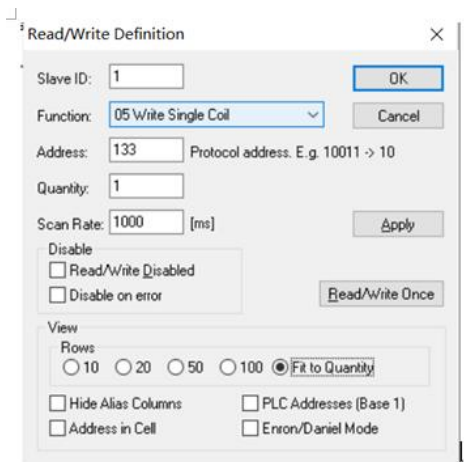 Read/Write Definition
Slave ID: 1 OK
Function: 05 Write Single Coil Cancel
Address: 133 Protocol address. E.g. 10011 -> 10
Quantity: 1
Scan Rate: 1000 [ms] Apply
Disable
Read/Write Disabled
Disable on error Read/Write Once
View
Rows
10 20 50 100 Fit to Quantity
Hide Alias Columns PLC Addresses (Base 1)
Address in Cell Enron/Daniel Mode